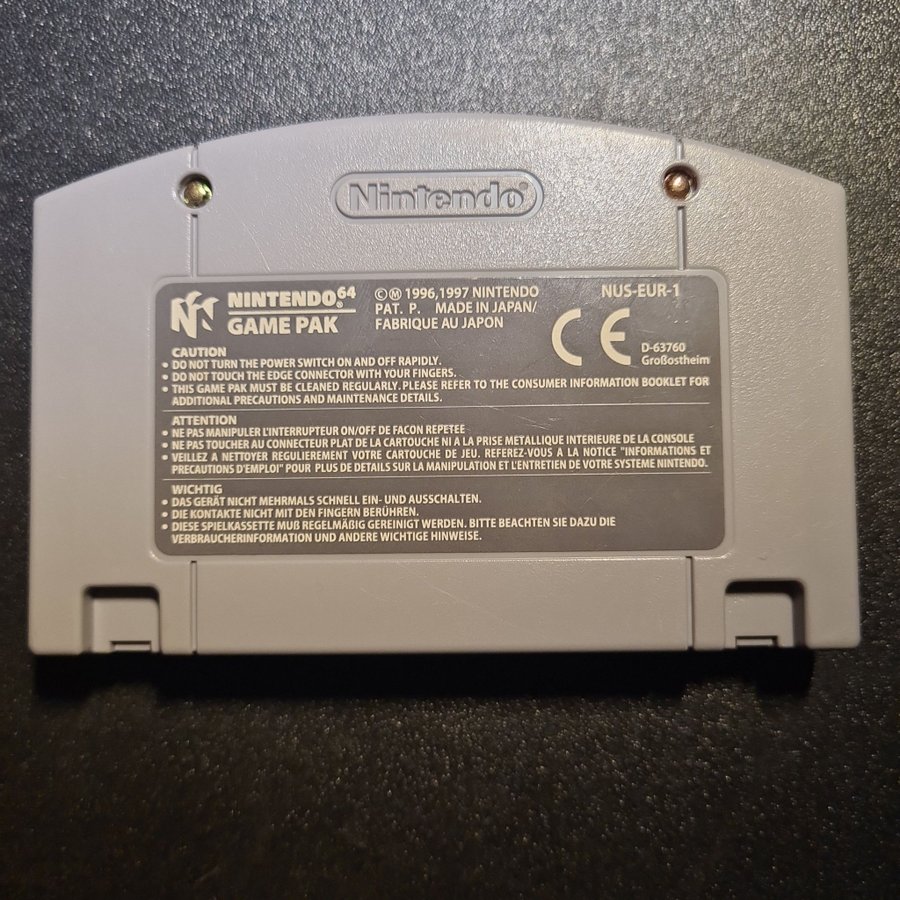 Nintendo®
NINTENDO®64
GAME PAK
©Ⓜ 1996,1997 NINTENDO
PAT. P. MADE IN JAPAN/
FABRIQUE AU JAPON
NUS-EUR-1
CE
D-63760
Großostheim
CAUTION
• DO NOT TURN THE POWER SWITCH ON AND OFF RAPIDLY.
• DO NOT TOUCH THE EDGE CONNECTOR WITH YOUR FINGERS.
• THIS GAME PAK MUST BE CLEANED REGULARLY. PLEASE REFER TO THE CONSUMER INFORMATION BOOKLET FOR
ADDITIONAL PRECAUTIONS AND MAINTENANCE DETAILS.
ATTENTION
• NE PAS MANIPULER L'INTERRUPTEUR ON/OFF DE FACON REPETEE
• NE PAS TOUCHER AU CONNECTEUR PLAT DE LA CARTOUCHE NI A LA PRISE METALLIQUE INTERIEURE DE LA CONSOLE
• VEILLEZ A NETTOYER REGULIEREMENT VOTRE CARTOUCHE DE JEU. REFEREZ-VOUS A LA NOTICE "INFORMATIONS ET
PRECAUTIONS D'EMPLOI" POUR PLUS DE DETAILS SUR LA MANIPULATION ET L'ENTRETIEN DE VOTRE SYSTEME NINTENDO.
WICHTIG
• DAS GERÄT NICHT MEHRMALS SCHNELL EIN- UND AUSSCHALTEN.
• DIE KONTAKTE NICHT MIT DEN FINGERN BERÜHREN.
• DIESE SPIELKASSETTE MUß REGELMÄßIG GEREINIGT WERDEN. BITTE BEACHTEN SIE DAZU DIE
VERBRAUCHERINFORMATION UND ANDERE WICHTIGE HINWEISE.